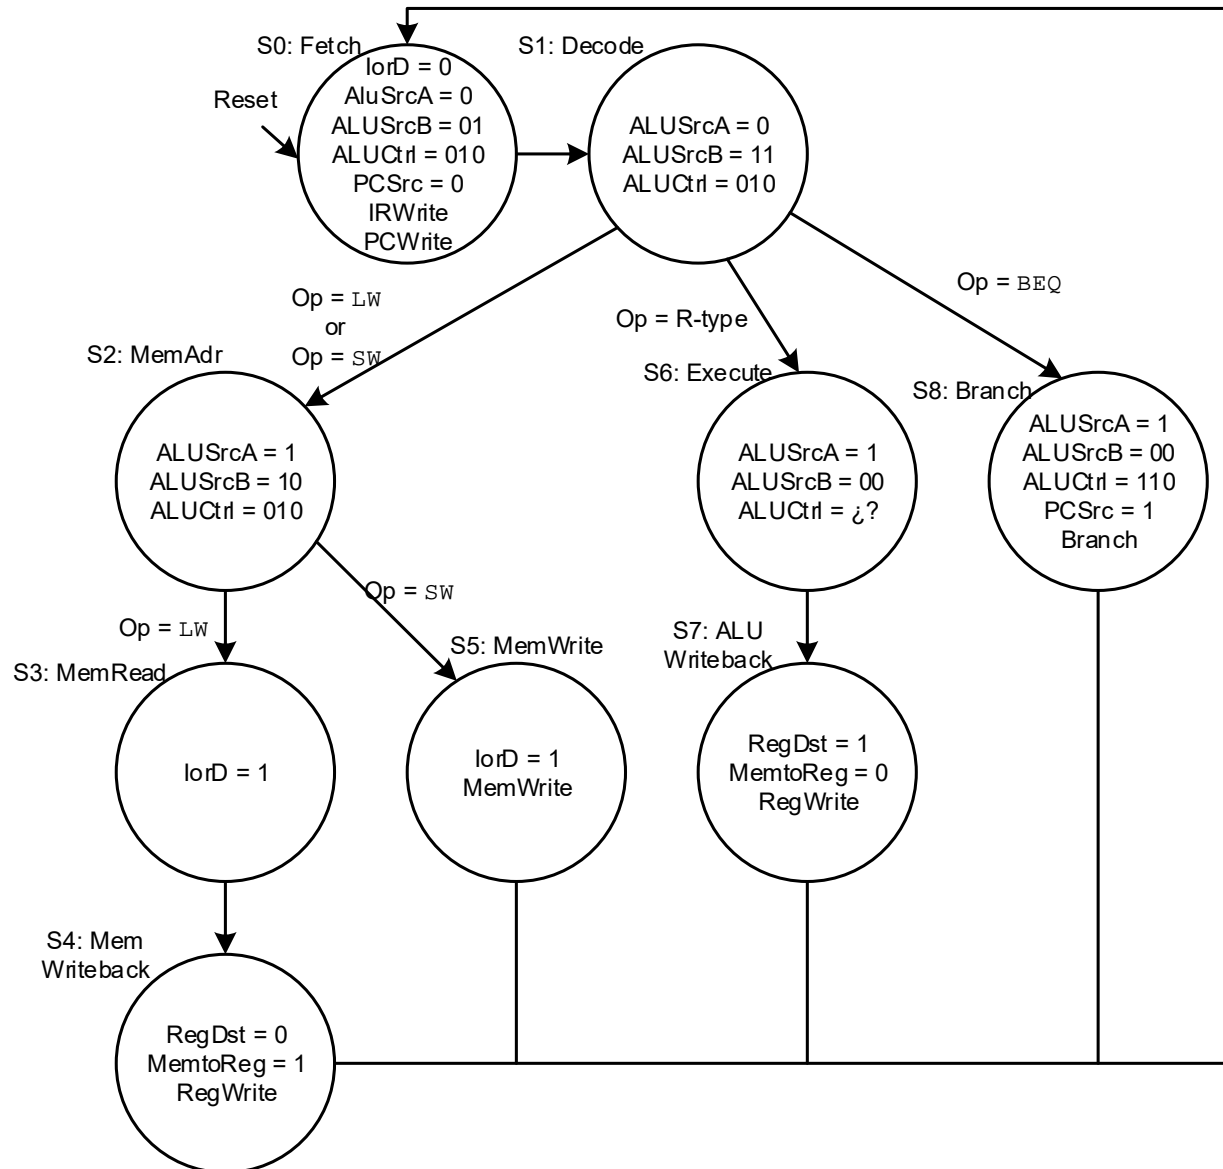 S0: Fetch
IorD = 0
AluSrcA = 0
ALUSrcB = 01
ALUCtrl = 010
PCSrc = 0
IRWrite
PCWrite
Reset
S1: Decode
ALUSrcA = 0
ALUSrcB = 11
ALUCtrl = 010
Op = LW
or
Op = SW
Op = R-type
Op = BEQ
S2: MemAdr
ALUSrcA = 1
ALUSrcB = 10
ALUCtrl = 010
S6: Execute
ALUSrcA = 1
ALUSrcB = 00
ALUCtrl = ¿?
S8: Branch
ALUSrcA = 1
ALUSrcB = 00
ALUCtrl = 110
PCSrc = 1
Branch
Op = LW
Op = SW
S3: MemRead
IorD = 1
S5: MemWrite
IorD = 1
MemWrite
S7: ALU
Writeback
RegDst = 1
MemtoReg = 0
RegWrite
S4: Mem
Writeback
RegDst = 0
MemtoReg = 1
RegWrite